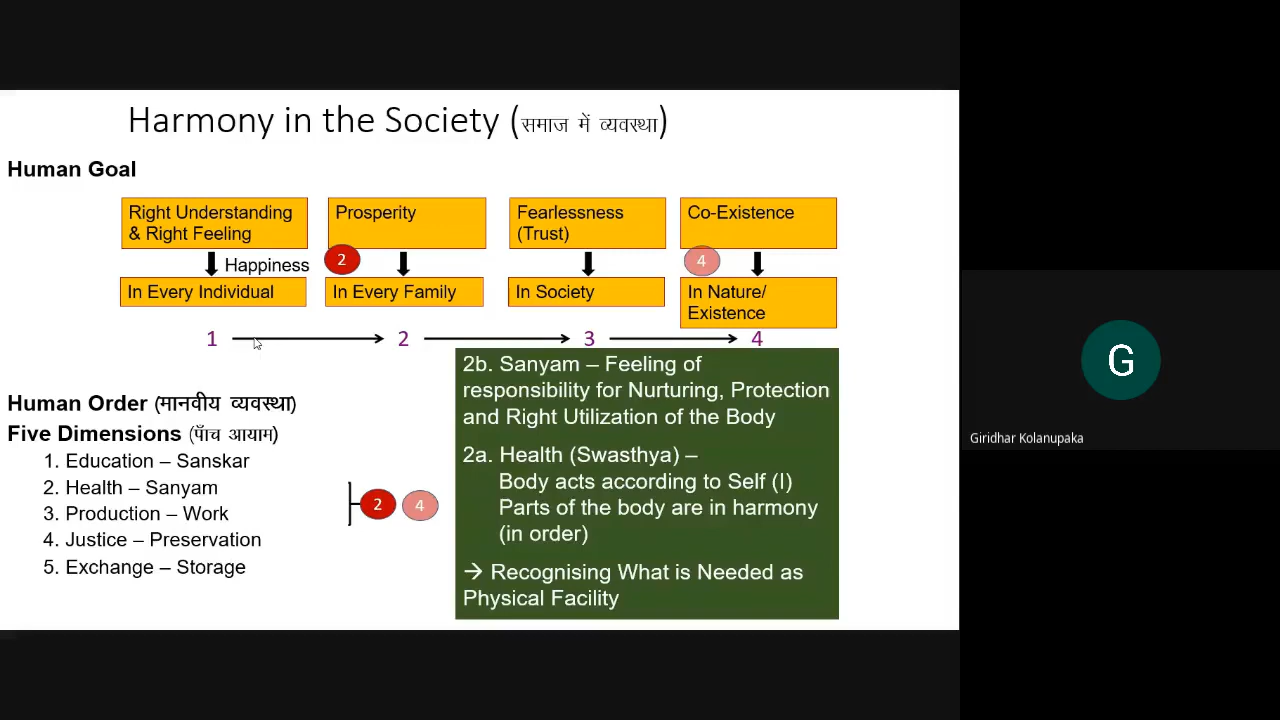 Harmony in the Society (समाज में व्यवस्था)
Human Goal
Right Understanding
& Right Feeling
Prosperity
Fearlessness
(Trust)
Co-Existence
Happiness
2
4
In Every Individual
In Every Family
In Society
In Nature/
Existence
1
2
3
4
Human Order (मानवीय व्यवस्था)
Five Dimensions (पाँच आयाम)
1. Education – Sanskar
2. Health – Sanyam
3. Production – Work
4. Justice – Preservation
5. Exchange – Storage
2
4
2b. Sanyam – Feeling of
responsibility for Nurturing, Protection
and Right Utilization of the Body
2a. Health (Swasthya) –
Body acts according to Self (I)
Parts of the body are in harmony
(in order)
→ Recognising What is Needed as
Physical Facility
G
Giridhar Kolanupaka